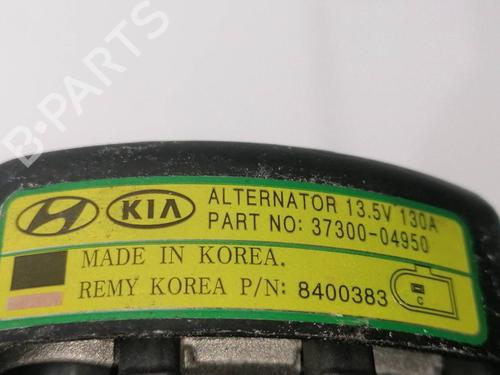 B-PARTS
KIA
ALTERNATOR 13.5V 130A
PART NO: 37300-04950
MADE IN KOREA.
REMY KOREA P/N: 8400383
C